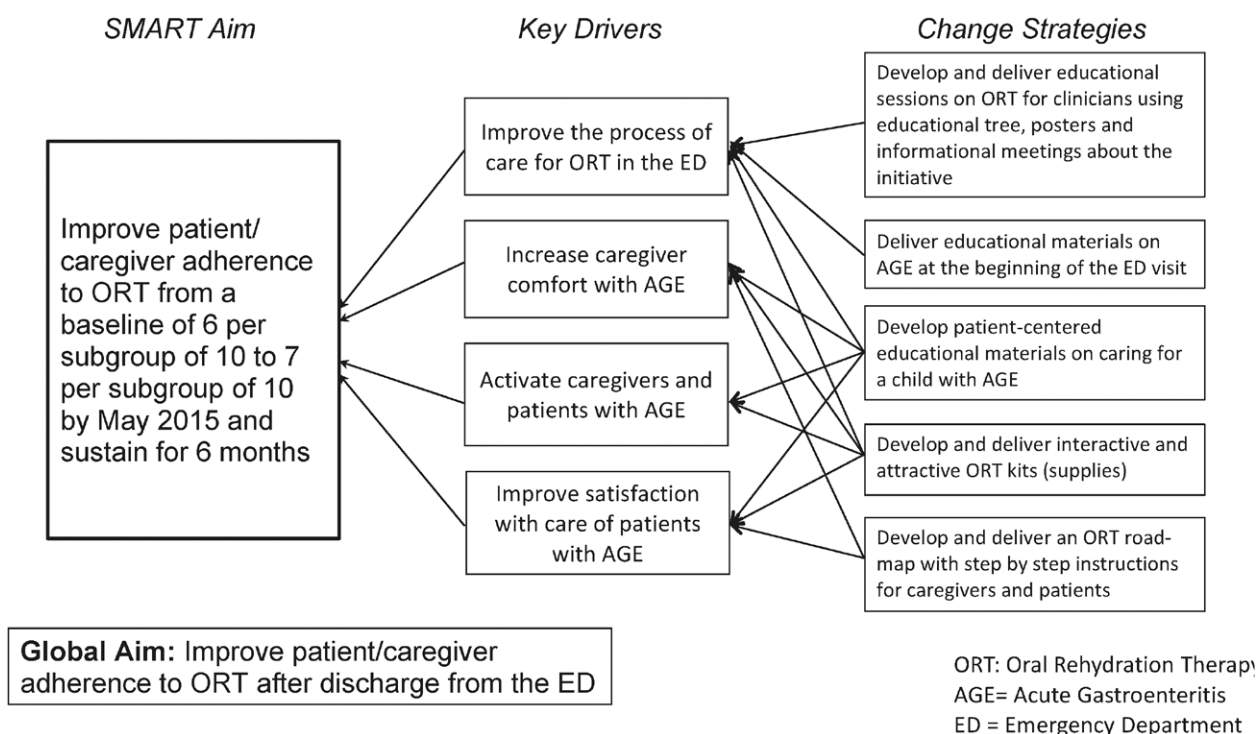 SMART Aim
Key Drivers
Change Strategies
Improve patient/
caregiver adherence
to ORT from a
baseline of 6 per
subgroup of 10 to 7
per subgroup of 10
by May 2015 and
sustain for 6 months
Improve the process of
care for ORT in the ED
Increase caregiver
comfort with AGE
Activate caregivers and
patients with AGE
Improve satisfaction
with care of patients
with AGE
Develop and deliver educational
sessions on ORT for clinicians using
educational tree, posters and
informational meetings about the
initiative
Deliver educational materials on
AGE at the beginning of the ED visit
Develop patient-centered
educational materials on caring for
a child with AGE
Develop and deliver interactive and
attractive ORT kits (supplies)
Develop and deliver an ORT road-
map with step by step instructions
for caregivers and patients
Global Aim: Improve patient/caregiver
adherence to ORT after discharge from the ED
ORT: Oral Rehydration Therapy
AGE= Acute Gastroenteritis
ED = Emergency Department